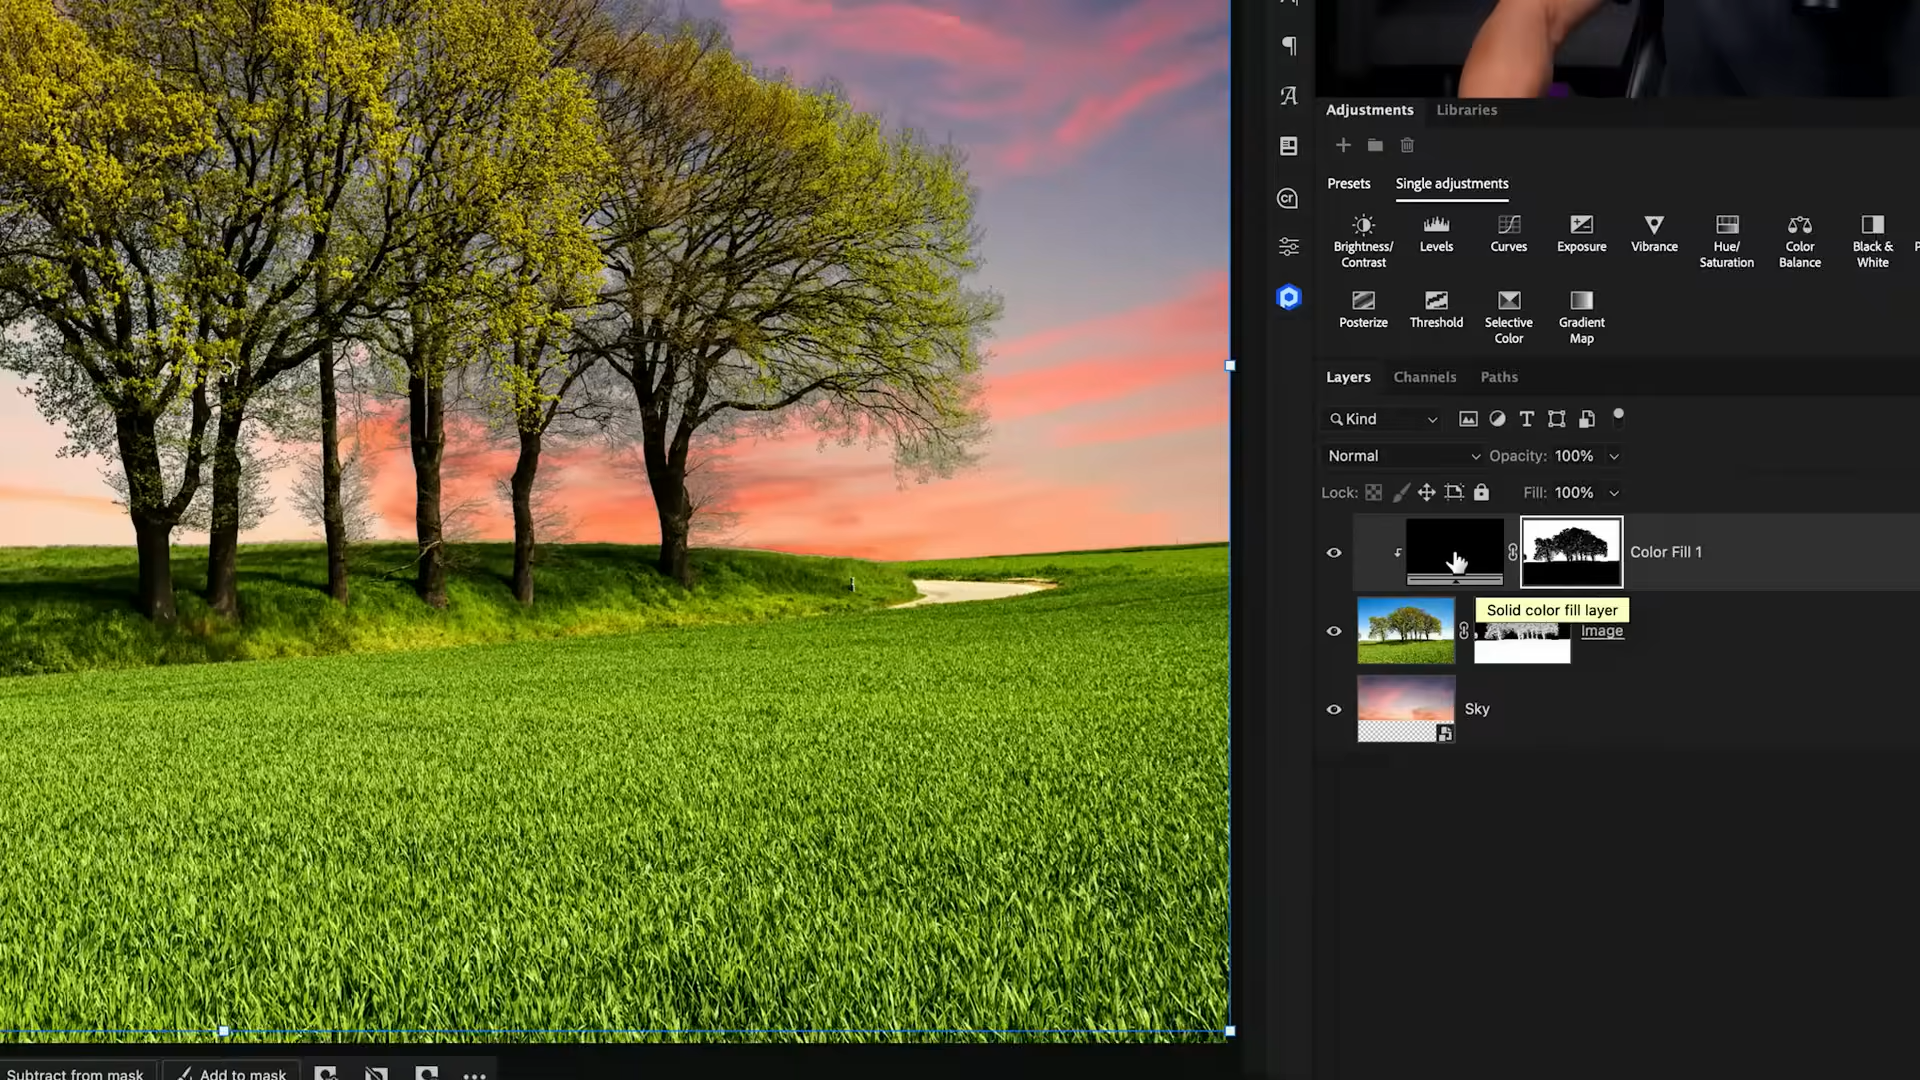 Adjustments Libraries
Presets Single adjustments
Brightness/
Contrast
Levels
Curves
Exposure
Vibrance
Hue/
Saturation
Color
Balance
Black &
White
Posterize
Threshold
Selective
Color
Gradient
Map
Layers Channels Paths
Kind
Normal Opacity: 100%
Lock: Fill: 100%
Color Fill 1
Solid color fill layer
Image
Sky
Subtract from mask Add to mask